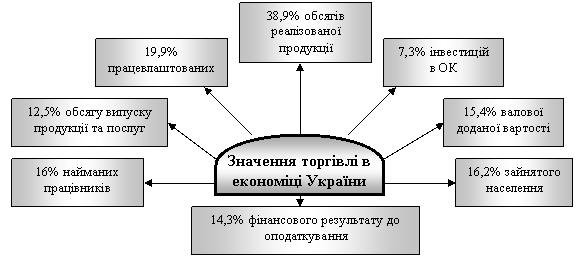 38,9% обсягів
реалізованої
продукції
19,9%
працевлаштованих
7,3% інвестицій
в ОК
12,5% обсягу випуску
продукції та послуг
15,4% валової
доданої вартості
Значення торгівлі в
економіці України
16% найманих
працівників
16,2% зайнятого
населення
14,3% фінансового результату до
оподаткування